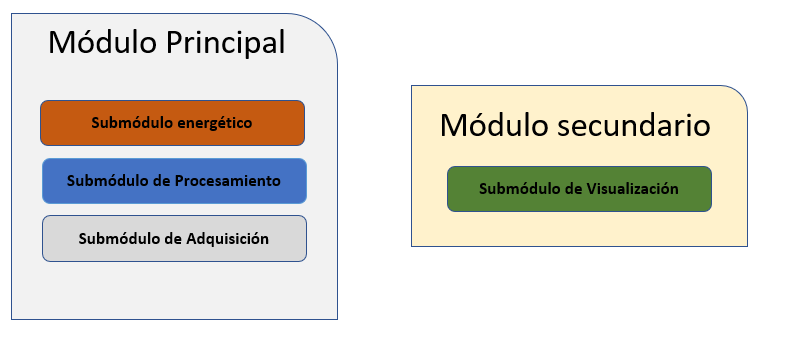 Módulo Principal
Submódulo energético
Submódulo de Procesamiento
Submódulo de Adquisición
Módulo secundario
Submódulo de Visualización